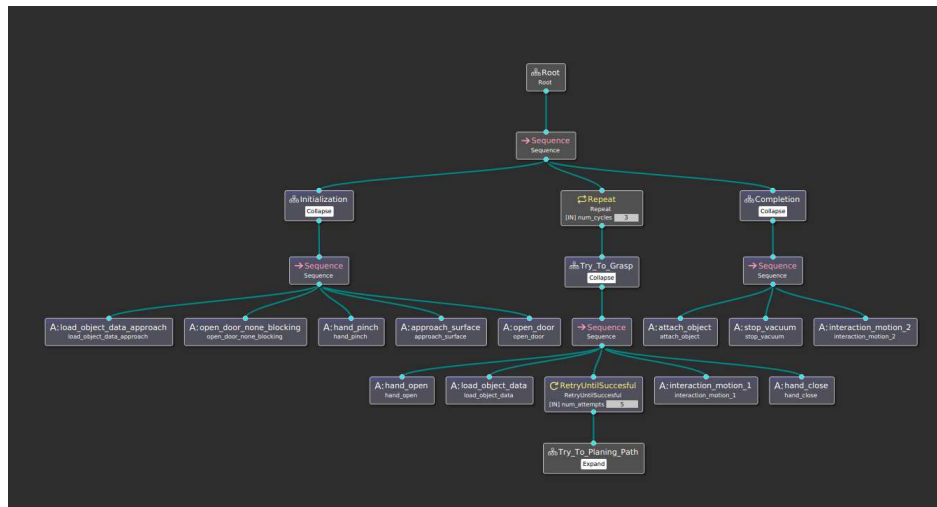 Root
Root
Sequence
Sequence
Initialization
Collapse
Repeat
Repeat
[IN] num_cycles 3
Completion
Collapse
Sequence
Sequence
Try_To_Grasp
Collapse
Sequence
Sequence
A:load_object_data_approach
load_object_data_approach
A:open_door_none_blocking
open_door_none_blocking
A:hand_pinch
hand_pinch
A:approach_surface
approach_surface
A:open_door
open_door
Sequence
Sequence
A:attach_object
attach_object
A:stop_vacuum
stop_vacuum
A:interaction_motion_2
interaction_motion_2
A:hand_open
hand_open
A:load_object_data
load_object_data
RetryUntilSuccesful
RetryUntilSuccesful
[IN] num_attempts 5
A:interaction_motion_1
interaction_motion_1
A:hand_close
hand_close
Try_To_Planing_Path
Expand